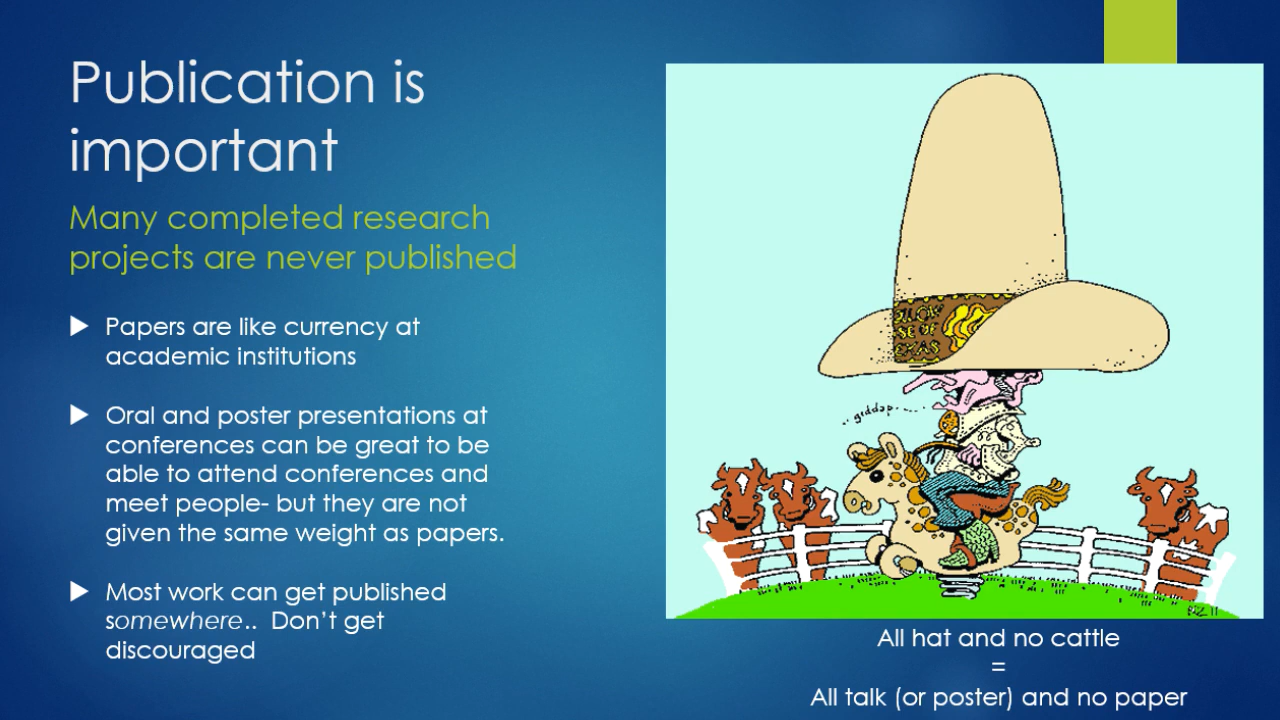 Publication is
important
Many completed research
projects are never published
Papers are like currency at
academic institutions
Oral and poster presentations at
conferences can be great to be
able to attend conferences and
meet people- but they are not
given the same weight as papers.
Most work can get published
somewhere.. Don't get
discouraged
SE OF
..giddap.....
All hat and no cattle
=
All talk (or poster) and no paper